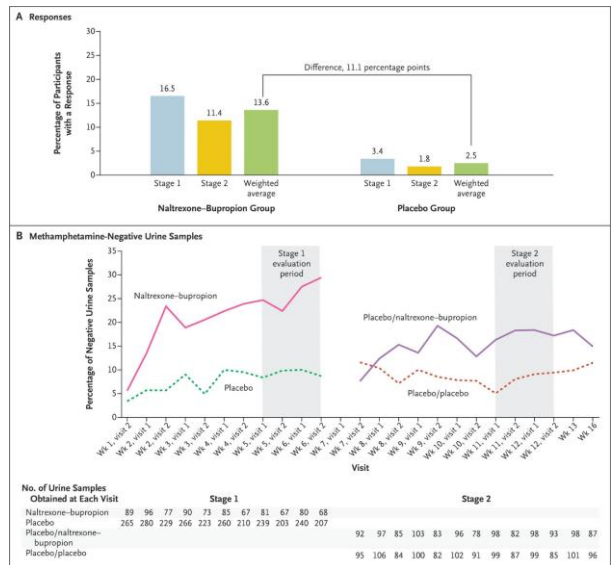 A Responses
Percentage of Participants
with a Response
30
25
20
15
10
5
0
16.5
11.4
13.6
Difference, 11.1 percentage points
3.4
1.8
2.5
Stage 1 Stage 2 Weighted average
Stage 1 Stage 2 Weighted average
Naltrexone–Bupropion Group Placebo Group
B Methamphetamine-Negative Urine Samples
Percentage of Negative Urine Samples
35
30
25
20
15
10
5
0
Stage 1
evaluation
period
Stage 2
evaluation
period
Naltrexone–bupropion
Placebo
Placebo/naltrexone–bupropion
Placebo/placebo
Wk 1, visit 2
Wk 2, visit 1
Wk 2, visit 2
Wk 3, visit 1
Wk 3, visit 2
Wk 4, visit 1
Wk 4, visit 2
Wk 5, visit 1
Wk 5, visit 2
Wk 6, visit 1
Wk 6, visit 2
Wk 7, visit 1
Wk 7, visit 2
Wk 8, visit 1
Wk 8, visit 2
Wk 9, visit 1
Wk 9, visit 2
Wk 10, visit 1
Wk 10, visit 2
Wk 11, visit 1
Wk 11, visit 2
Wk 12, visit 1
Wk 12, visit 2
Wk 13
Wk 16
Visit
No. of Urine Samples
Obtained at Each Visit Stage 1 Stage 2
Naltrexone–bupropion 89 96 77 90 73 85 67 81 67 80 68
Placebo 265 280 229 266 223 260 210 239 203 240 207
Placebo/naltrexone– 92 97 85 103 83 96 78 98 82 98 93 98 87
bupropion
Placebo/placebo 95 106 84 100 82 102 91 99 87 99 85 101 96